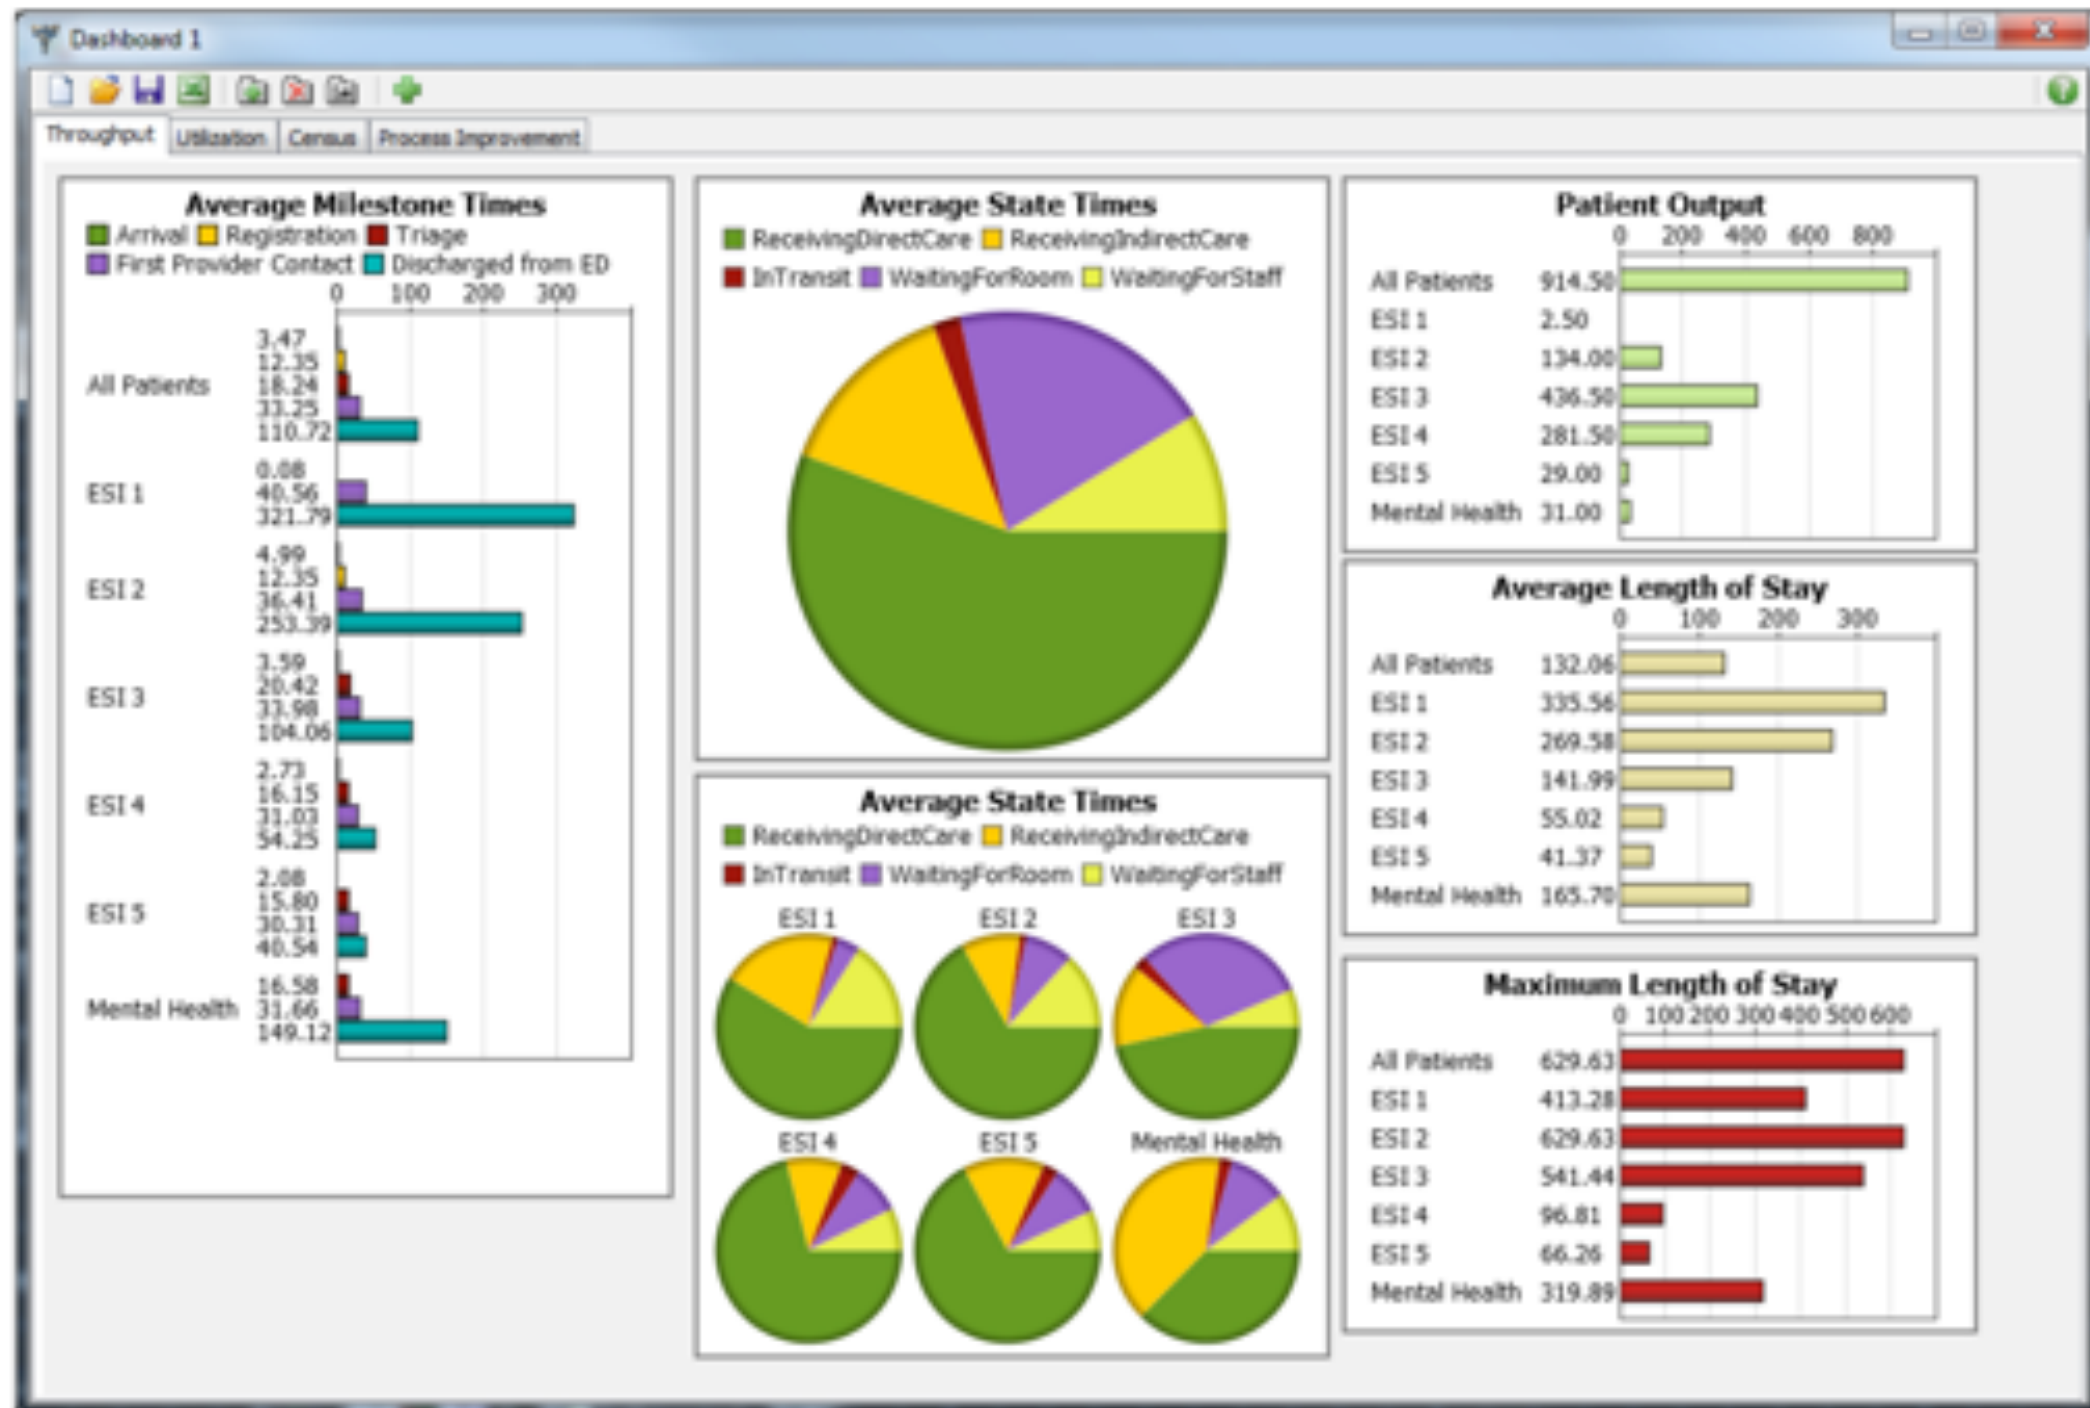 Dashboard 1
Throughput Utilization Census Process Improvement
Average Milestone Times
Arrival Registration Triage
First Provider Contact Discharged from ED
0 100 200 300
All Patients
3.47
12.35
18.24
33.25
110.72
ESI 1
0.08
40.56
321.79
ESI 2
4.99
12.35
36.41
253.39
ESI 3
3.59
20.42
33.98
104.06
ESI 4
2.73
16.15
31.03
54.25
ESI 5
2.08
15.80
30.31
40.54
Mental Health
16.58
31.66
149.12
Average State Times
ReceivingDirectCare ReceivingIndirectCare
InTransit WaitingForRoom WaitingForStaff
Average State Times
ReceivingDirectCare ReceivingIndirectCare
InTransit WaitingForRoom WaitingForStaff
ESI 1 ESI 2 ESI 3
ESI 4 ESI 5 Mental Health
Patient Output
0 200 400 600 800
All Patients 914.50
ESI 1 2.50
ESI 2 134.00
ESI 3 436.50
ESI 4 281.50
ESI 5 29.00
Mental Health 31.00
Average Length of Stay
0 100 200 300
All Patients 132.06
ESI 1 335.56
ESI 2 269.58
ESI 3 141.99
ESI 4 55.02
ESI 5 41.37
Mental Health 165.70
Maximum Length of Stay
0 100 200 300 400 500 600
All Patients 629.63
ESI 1 413.28
ESI 2 629.63
ESI 3 541.44
ESI 4 96.81
ESI 5 66.26
Mental Health 319.89